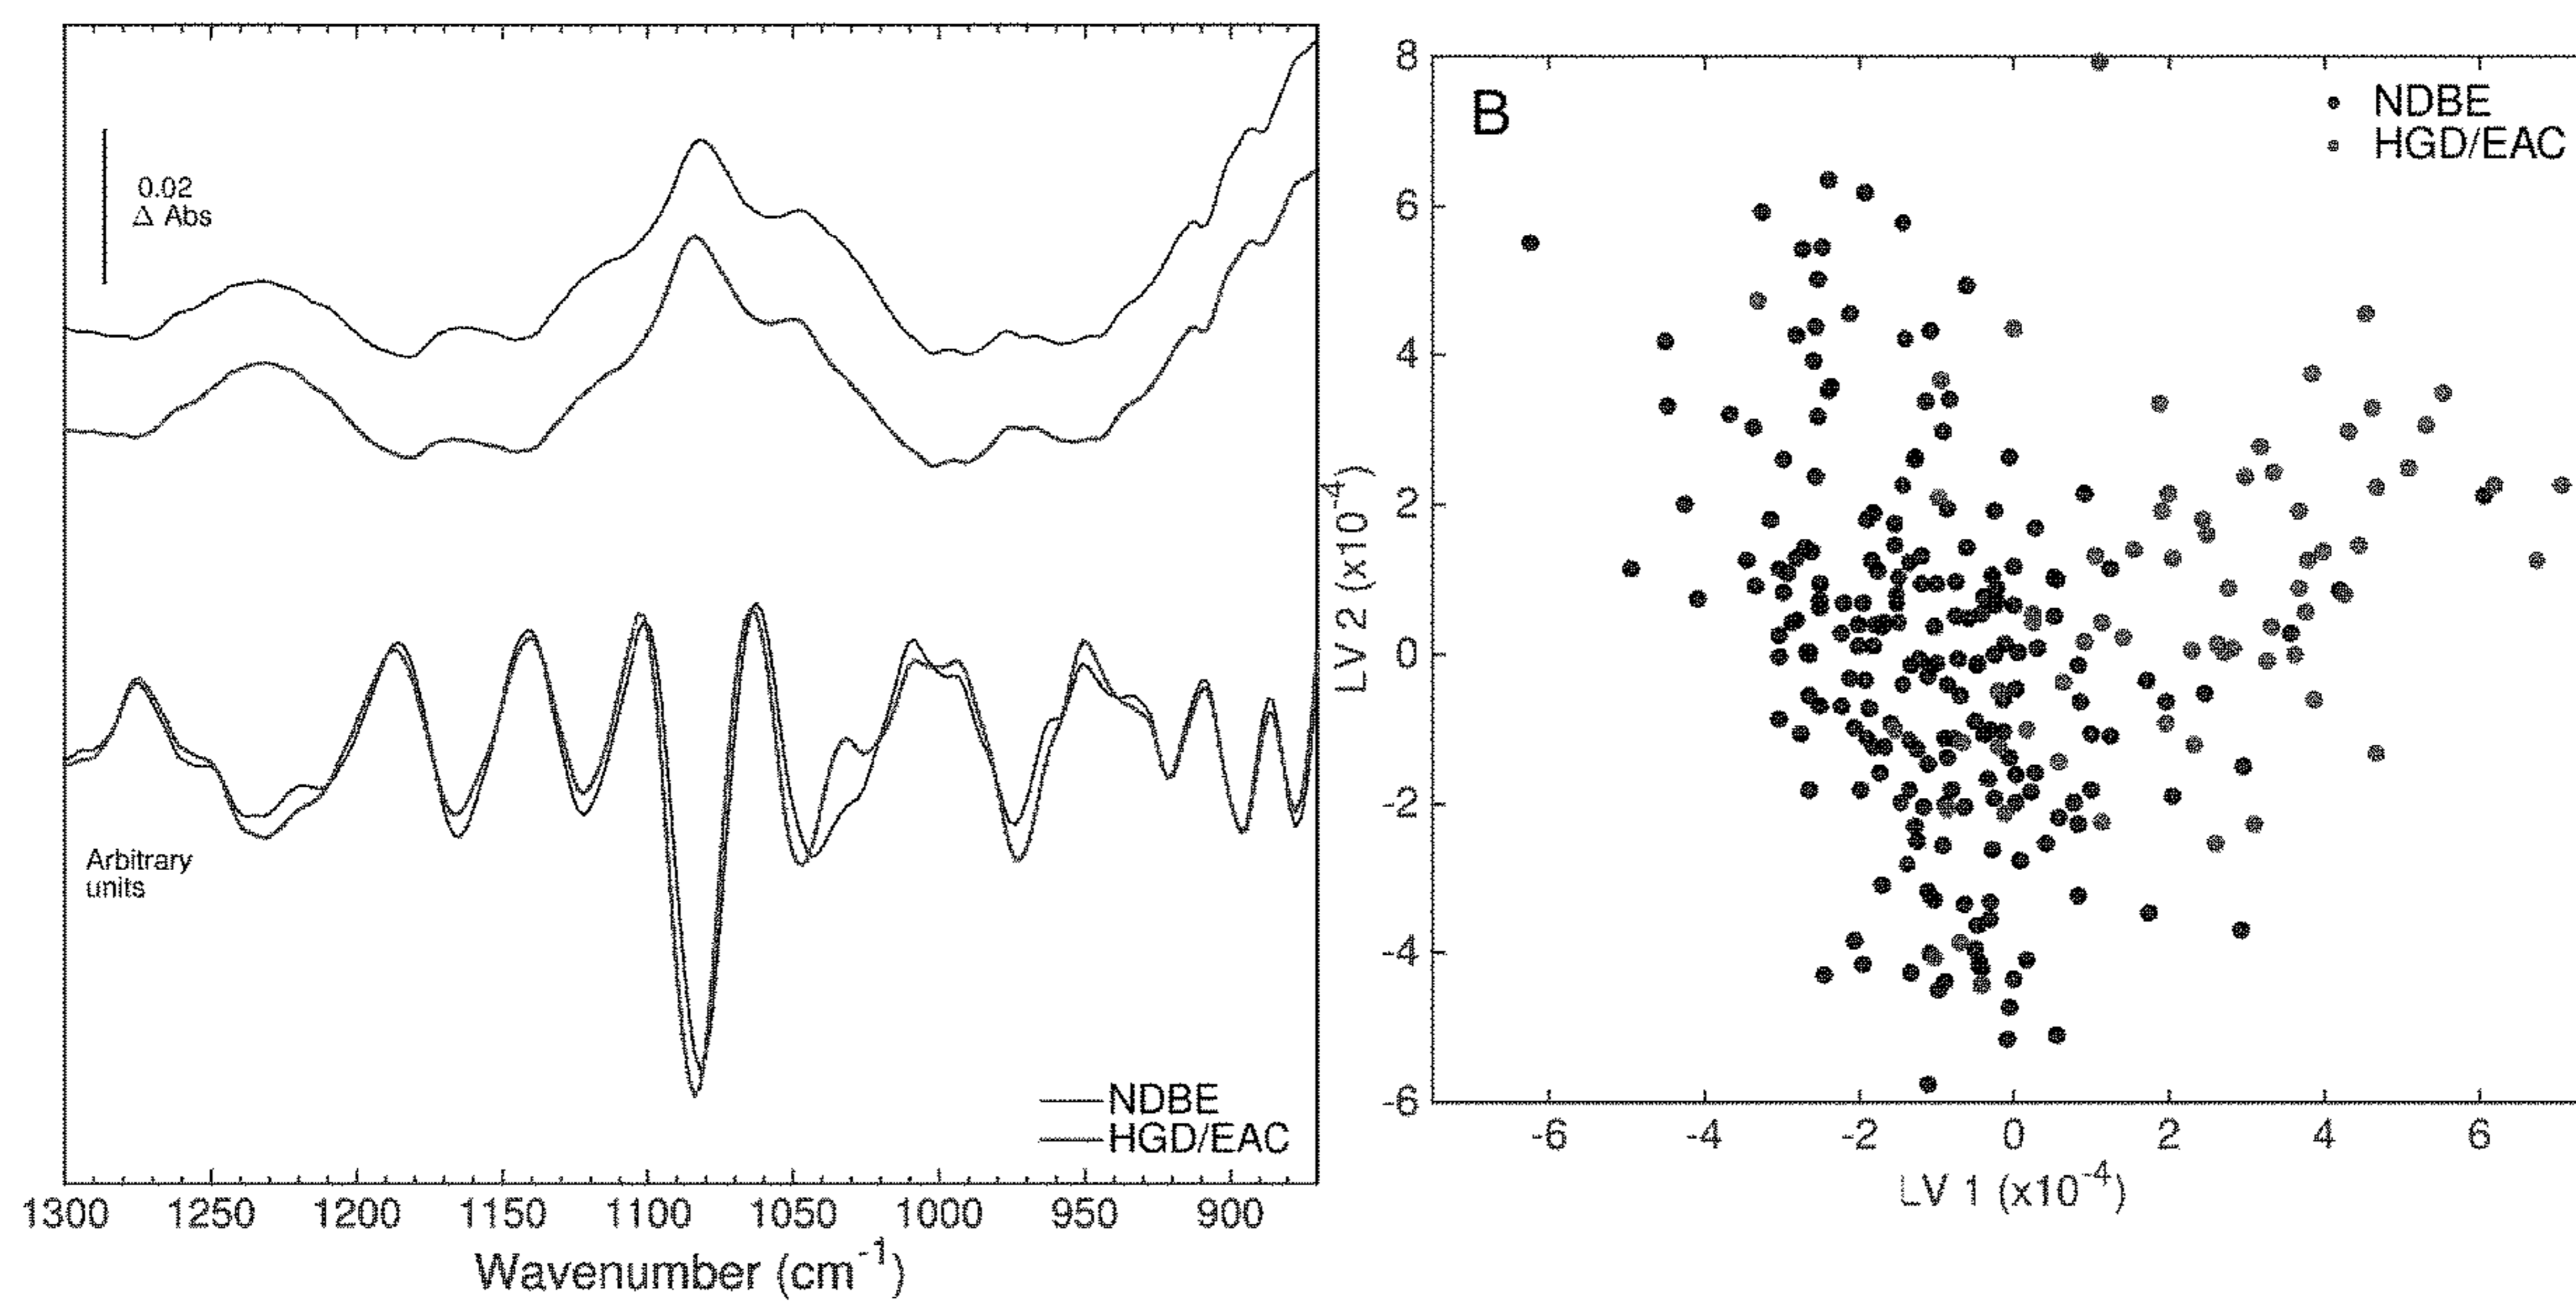 0.02
Δ Abs
Arbitrary
units
NDBE
HGD/EAC
1300 1250 1200 1150 1100 1050 1000 950 900
Wavenumber (cm⁻¹)
B
NDBE
HGD/EAC
8
6
4
2
0
-2
-4
-6
LV 2 (x10⁻⁴)
-6 -4 -2 0 2 4 6
LV 1 (x10⁻⁴)